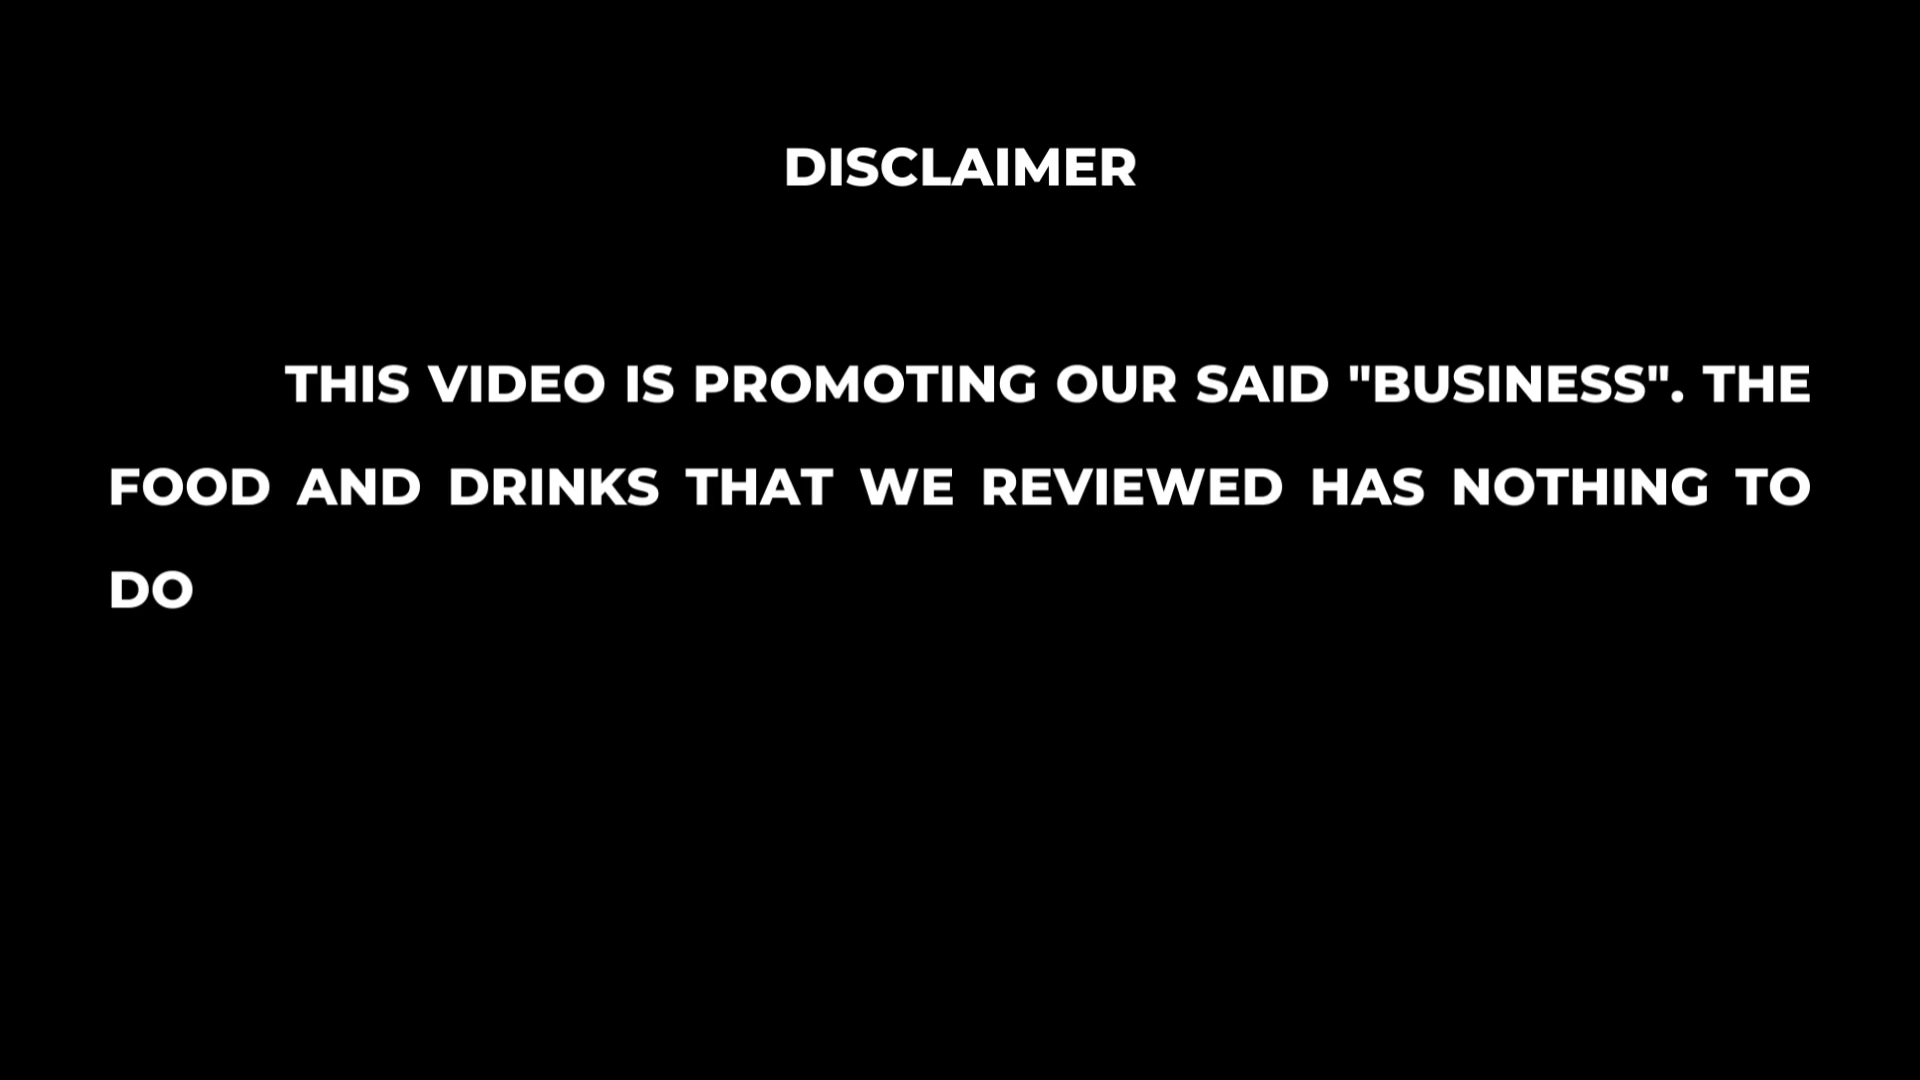 DISCLAIMER
THIS VIDEO IS PROMOTING OUR SAID "BUSINESS". THE
FOOD AND DRINKS THAT WE REVIEWED HAS NOTHING TO
DO